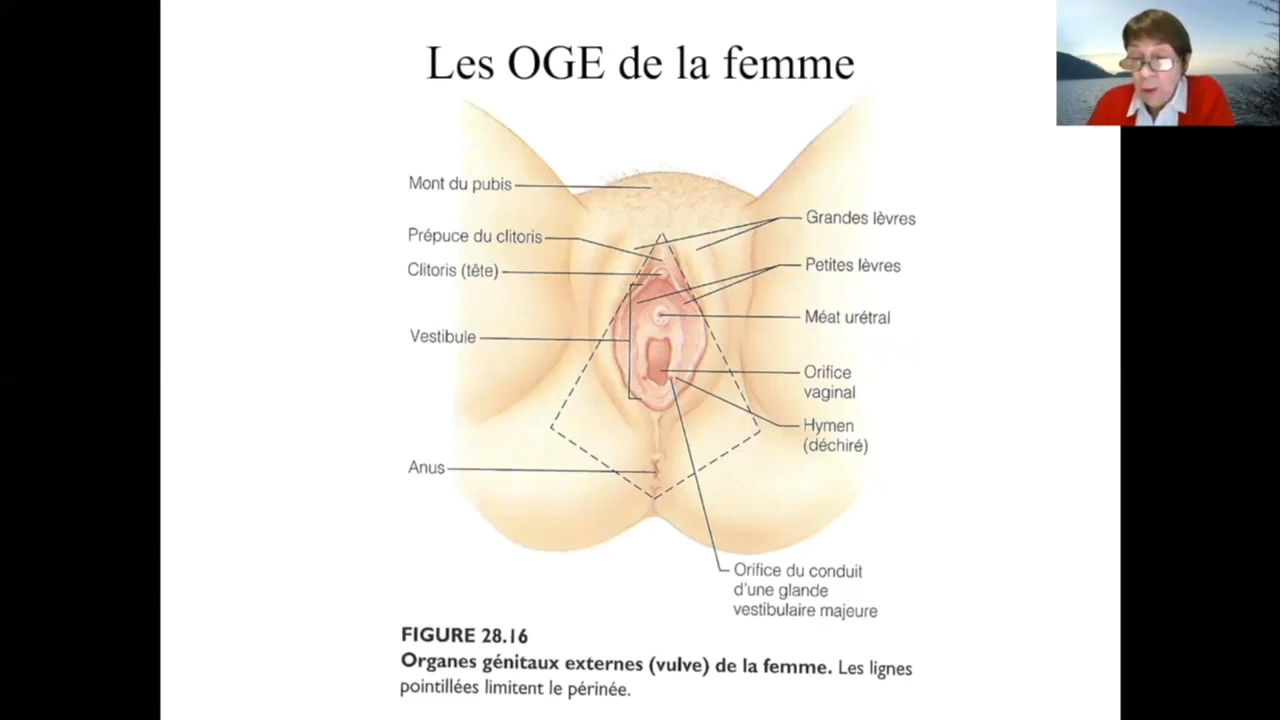 Les OGE de la femme
Mont du pubis
Prépuce du clitoris
Clitoris (tête)
Vestibule
Anus
Grandes lèvres
Petites lèvres
Méat urétral
Orifice
vaginal
Hymen
(déchiré)
Orifice du conduit
d'une glande
vestibulaire majeure
FIGURE 28.16
Organes génitaux externes (vulve) de la femme. Les lignes
pointillées limitent le périnée.